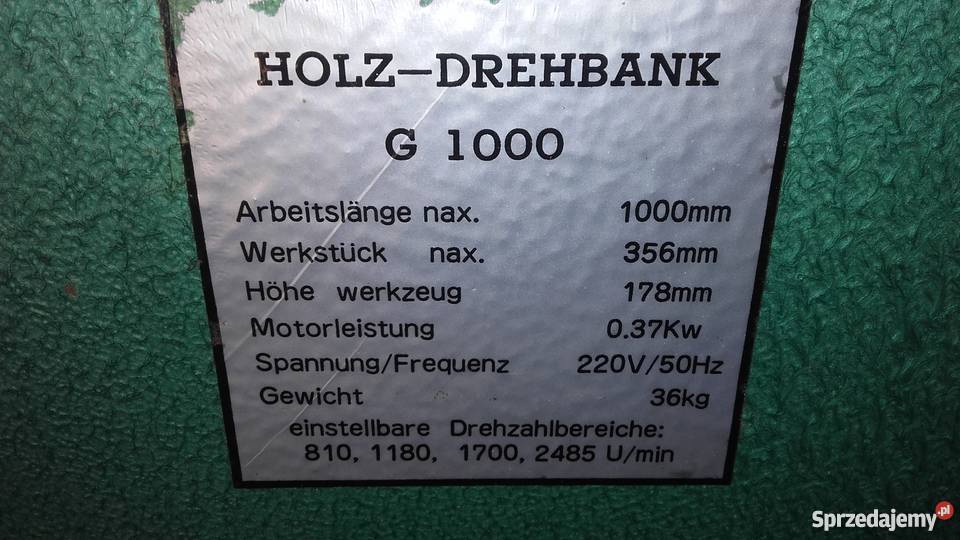 HOLZ-DREHBANK
G 1000
Arbeitslänge nax. 1000mm
Werkstück nax. 356mm
Höhe werkzeug 178mm
Motorleistung 0.37Kw
Spannung/Frequenz 220V/50Hz
Gewicht 36kg
einstellbare Drehzahlbereiche:
810, 1180, 1700, 2485 U/min
Sprzedajemy.pl